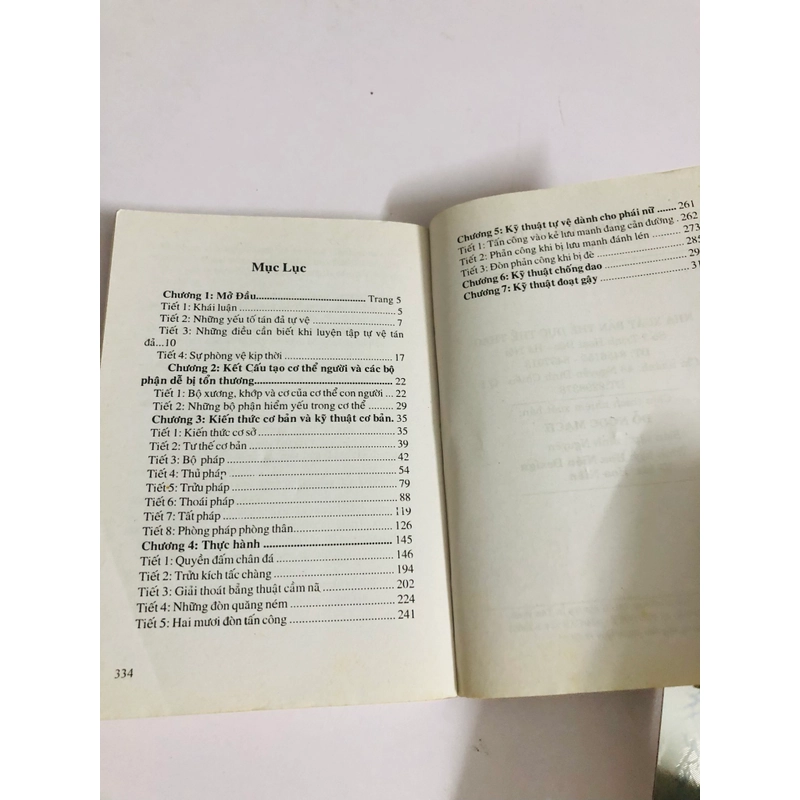 Mục Lục
Chương 1: Mở Đầu.................................... Trang 5
Tiết 1: Khái luận ............................................... 5
Tiết 2: Những yếu tố tán đả tự vệ ...................... 7
Tiết 3: Những điều cần biết khi luyện tập tự vệ tán
đả...10
Tiết 4: Sự phòng vệ kịp thời ............................ 17
Chương 2: Kết Cấu tạo cơ thể người và các bộ
phận dễ bị tổn thương................................... 22
Tiết 1: Bộ xương, khớp và cơ của cơ thể con người ... 22
Tiết 2: Những bộ phận hiểm yếu trong cơ thể ........ 29
Chương 3: Kiến thức cơ bản và kỹ thuật cơ bản. 35
Tiết 1: Kiến thức cơ sở .................................... 35
Tiết 2: Tư thế cơ bản ....................................... 39
Tiết 3: Bộ pháp ............................................... 42
Tiết 4: Thủ pháp ............................................. 54
Tiết 5: Trửu pháp ............................................ 79
Tiết 6: Thoái pháp ........................................... 88
Tiết 7: Tất pháp .............................................. 119
Tiết 8: Phòng pháp phòng thân........................ 126
Chương 4: Thực hành ................................... 145
Tiết 1: Quyền đấm chân đá ............................. 146
Tiết 2: Trửu kích tấc chàng ............................. 194
Tiết 3: Giải thoát bằng thuật cầm nã ................ 202
Tiết 4: Những đòn quăng ném ......................... 224
Tiết 5: Hai mươi đòn tấn công ......................... 241
334
Chương 5: Kỹ thuật tự vệ dành cho phái nữ ....... 261
Tiết 1: Tấn công vào kẻ lưu manh đang cản đường . 262
Tiết 2: Phản công khi bị lưu manh đánh lén ........ 273
Tiết 3: Đòn phản công khi bị đè ........................ 285
Chương 6: Kỹ thuật chống dao ........................ 29
Chương 7: Kỹ thuật đoạt gậy .......................... 31